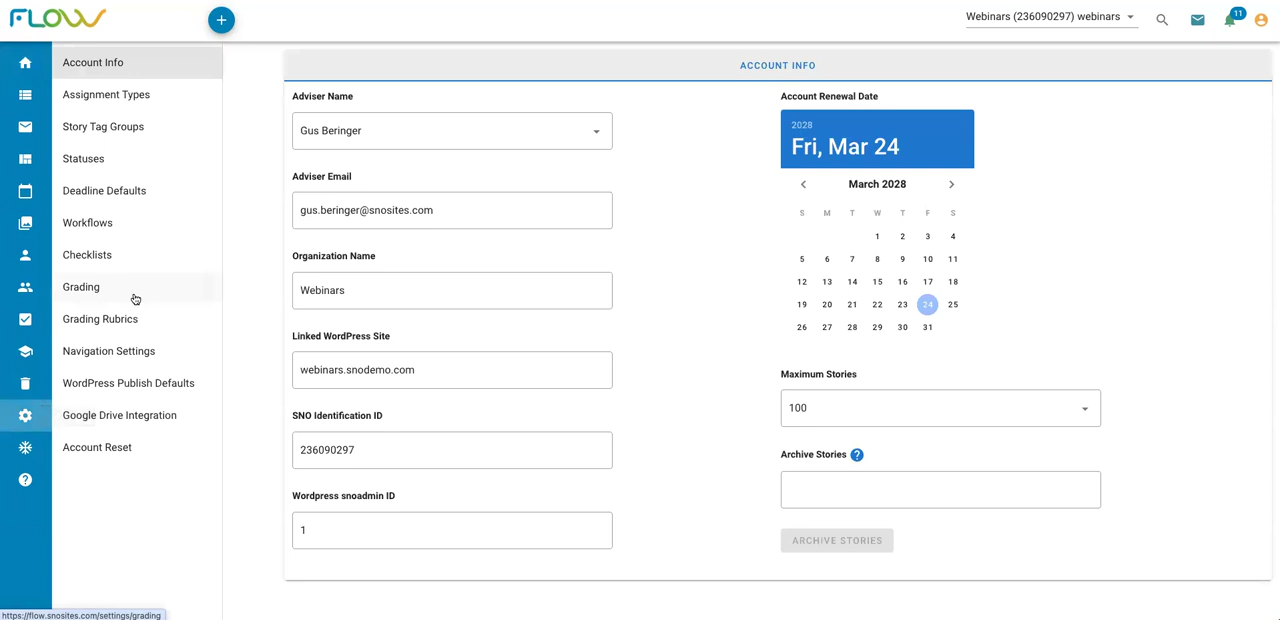 FLOW
+
Webinars (236090297) webinars
11
Account Info
Assignment Types
Story Tag Groups
Statuses
Deadline Defaults
Workflows
Checklists
Grading
Grading Rubrics
Navigation Settings
WordPress Publish Defaults
Google Drive Integration
Account Reset
ACCOUNT INFO
Adviser Name
Gus Beringer
Adviser Email
gus.beringer@snosites.com
Organization Name
Webinars
Linked WordPress Site
webinars.snodemo.com
SNO Identification ID
236090297
Wordpress snoadmin ID
1
Account Renewal Date
2028
Fri, Mar 24
March 2028
S M T W T F S
1 2 3 4
5 6 7 8 9 10 11
12 13 14 15 16 17 18
19 20 21 22 23 24 25
26 27 28 29 30 31
Maximum Stories
100
Archive Stories ?
ARCHIVE STORIES
https://flow.snosites.com/settings/grading